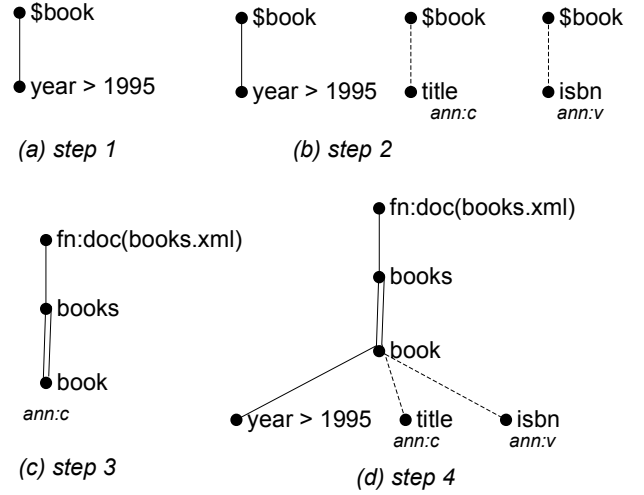 $book
year > 1995
(a) step 1
$book $book $book
year > 1995 title isbn
ann:c ann:v
(b) step 2
fn:doc(books.xml)
books
book
ann:c
(c) step 3
fn:doc(books.xml)
books
book
year > 1995 title isbn
ann:c ann:v
(d) step 4